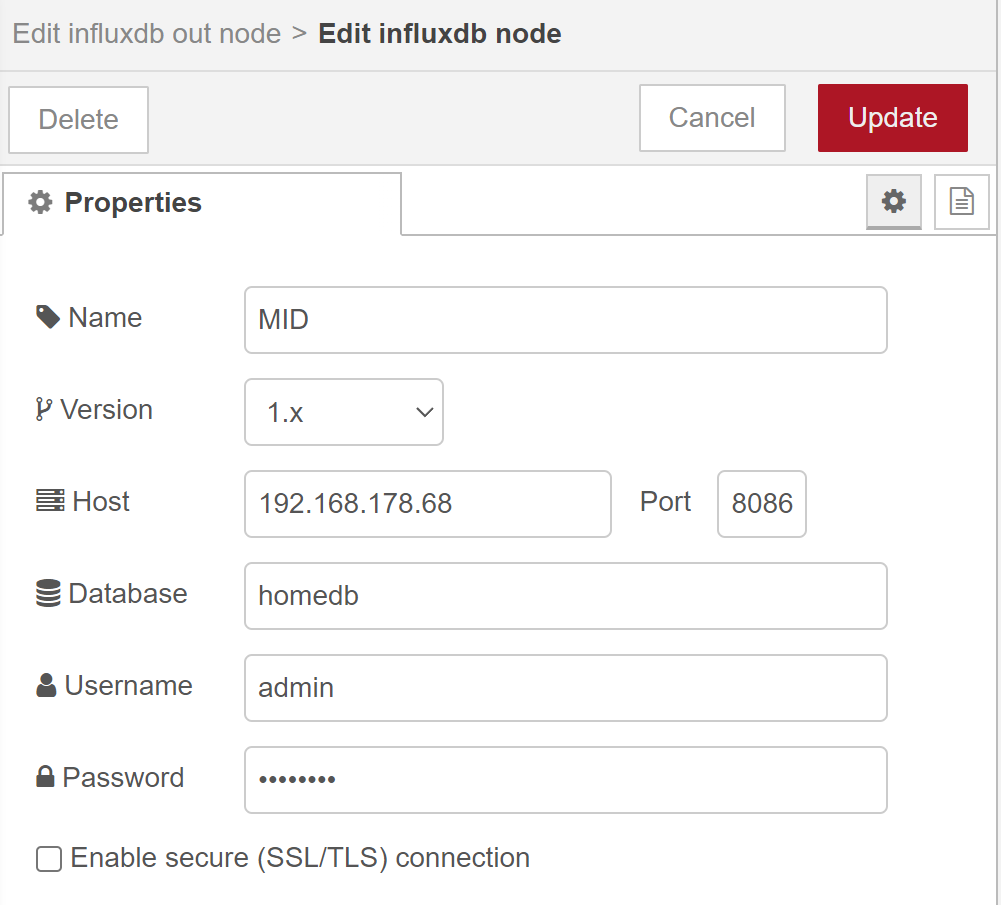 Edit influxdb out node > Edit influxdb node
Delete
Cancel
Update
Properties
Name
MID
Version
1.x
Host
192.168.178.68
Port
8086
Database
homedb
Username
admin
Password
••••••••
Enable secure (SSL/TLS) connection